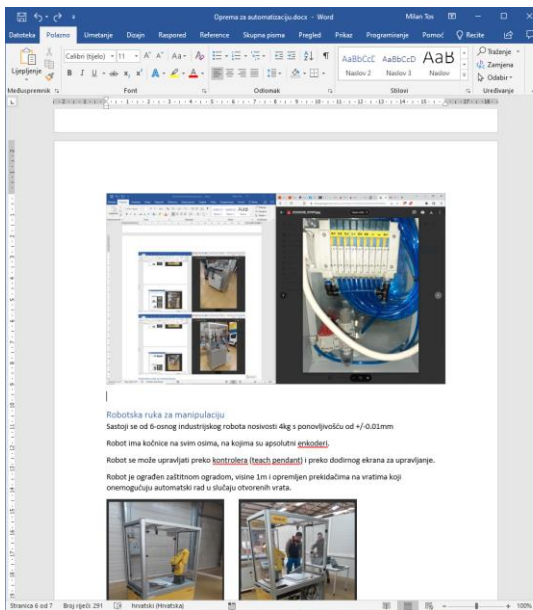 Oprema za automatizaciju.docx - Word
Milan Tos
Datoteka Polazno Umetanje Dizajn Raspored Reference Skupna pisma Pregled Prikaz Programiranje Pomoć Recite
Lijepljenje
Calibri (tijelo) 11
Traženje
Zamjena
Odabir
AaBbCcC AaBbCcD AaB
Naslov 2 Naslov 3 Naslov
Međuspremnik Font Odlomak Stilovi Uređivanje
Robotska ruka za manipulaciju
Sastoji se od 6-osnog industrijskog robota nosivosti 4kg s ponovljivošću od +/-0.01mm
Robot ima kočnice na svim osima, na kojima su apsolutni enkoderi.
Robot se može upravljati preko kontrolera (teach pendant) i preko dodirnog ekrana za upravljanje.
Robot je ograđen zaštitnom ogradom, visine 1m i opremljen prekidačima na vratima koji
onemogućuju automatski rad u slučaju otvorenih vrata.
Stranica 6 od 7 Broj riječi: 291 hrvatski (Hrvatska) 100%